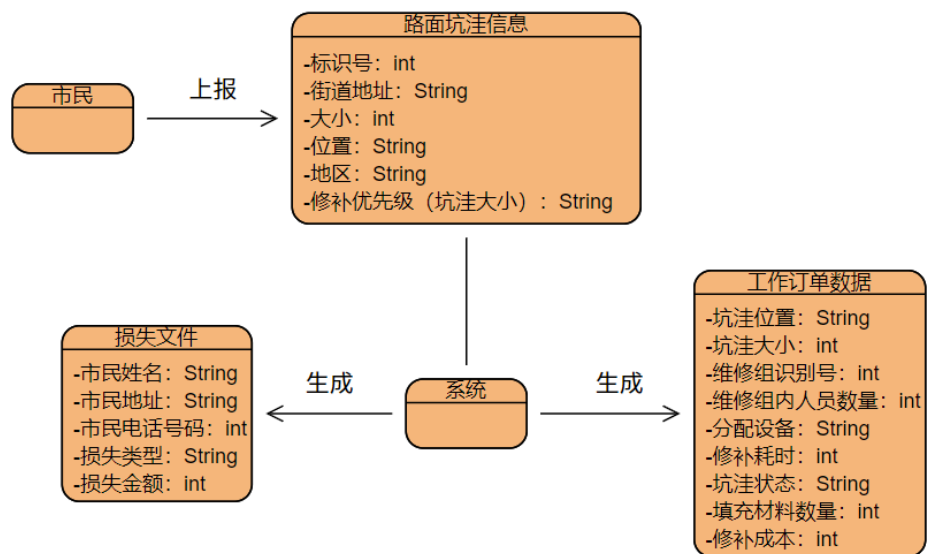 路面坑洼信息
-标识号：int
-街道地址：String
-大小：int
-位置：String
-地区：String
-修补优先级（坑洼大小）：String
市民
上报
损失文件
-市民姓名：String
-市民地址：String
-市民电话号码：int
-损失类型：String
-损失金额：int
生成
系统
生成
工作订单数据
-坑洼位置：String
-坑洼大小：int
-维修组识别号：int
-维修组内人员数量：int
-分配设备：String
-修补耗时：int
-坑洼状态：String
-填充材料数量：int
-修补成本：int